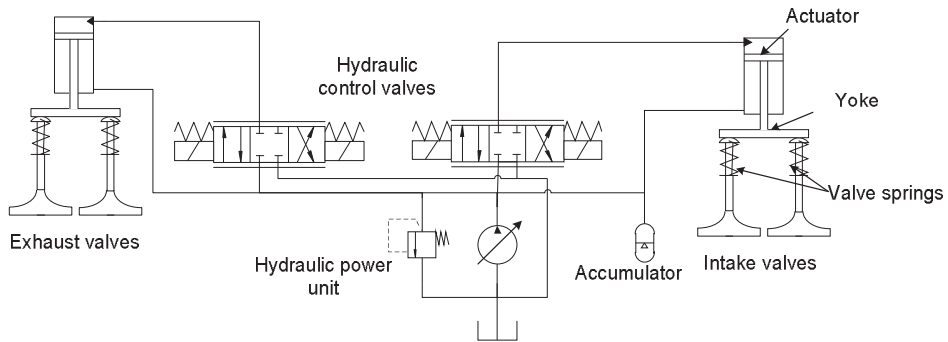 Actuator
Hydraulic
control valves
Yoke
Valve springs
Exhaust valves
Hydraulic power
unit
Accumulator
Intake valves